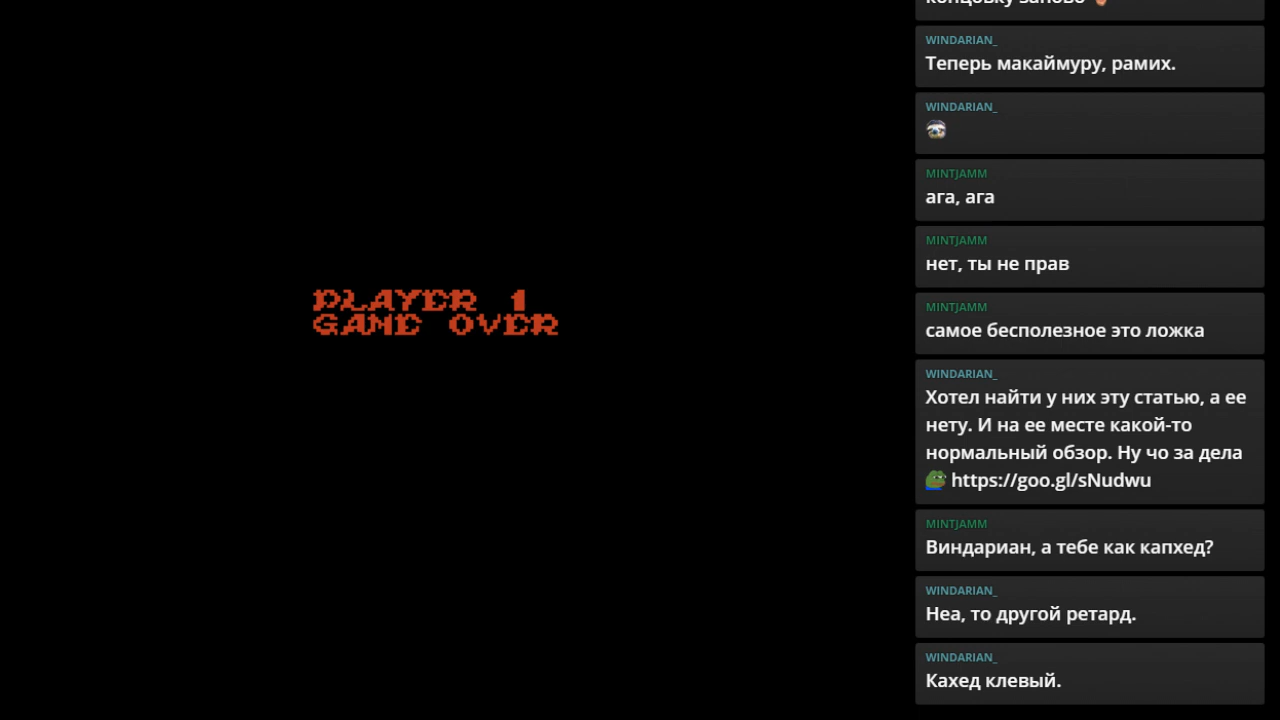 PLAYER 1
GAME OVER
концовку заново
WINDARIAN_
Теперь макаймуру, рамих.
WINDARIAN_
MINTJAMM
ага, ага
MINTJAMM
нет, ты не прав
MINTJAMM
самое бесполезное это ложка
WINDARIAN_
Хотел найти у них эту статью, а ее
нету. И на ее месте какой-то
нормальный обзор. Ну чо за дела
https://goo.gl/sNudwu
MINTJAMM
Виндариан, а тебе как капхед?
WINDARIAN_
Неа, то другой ретард.
WINDARIAN_
Кахед клевый.